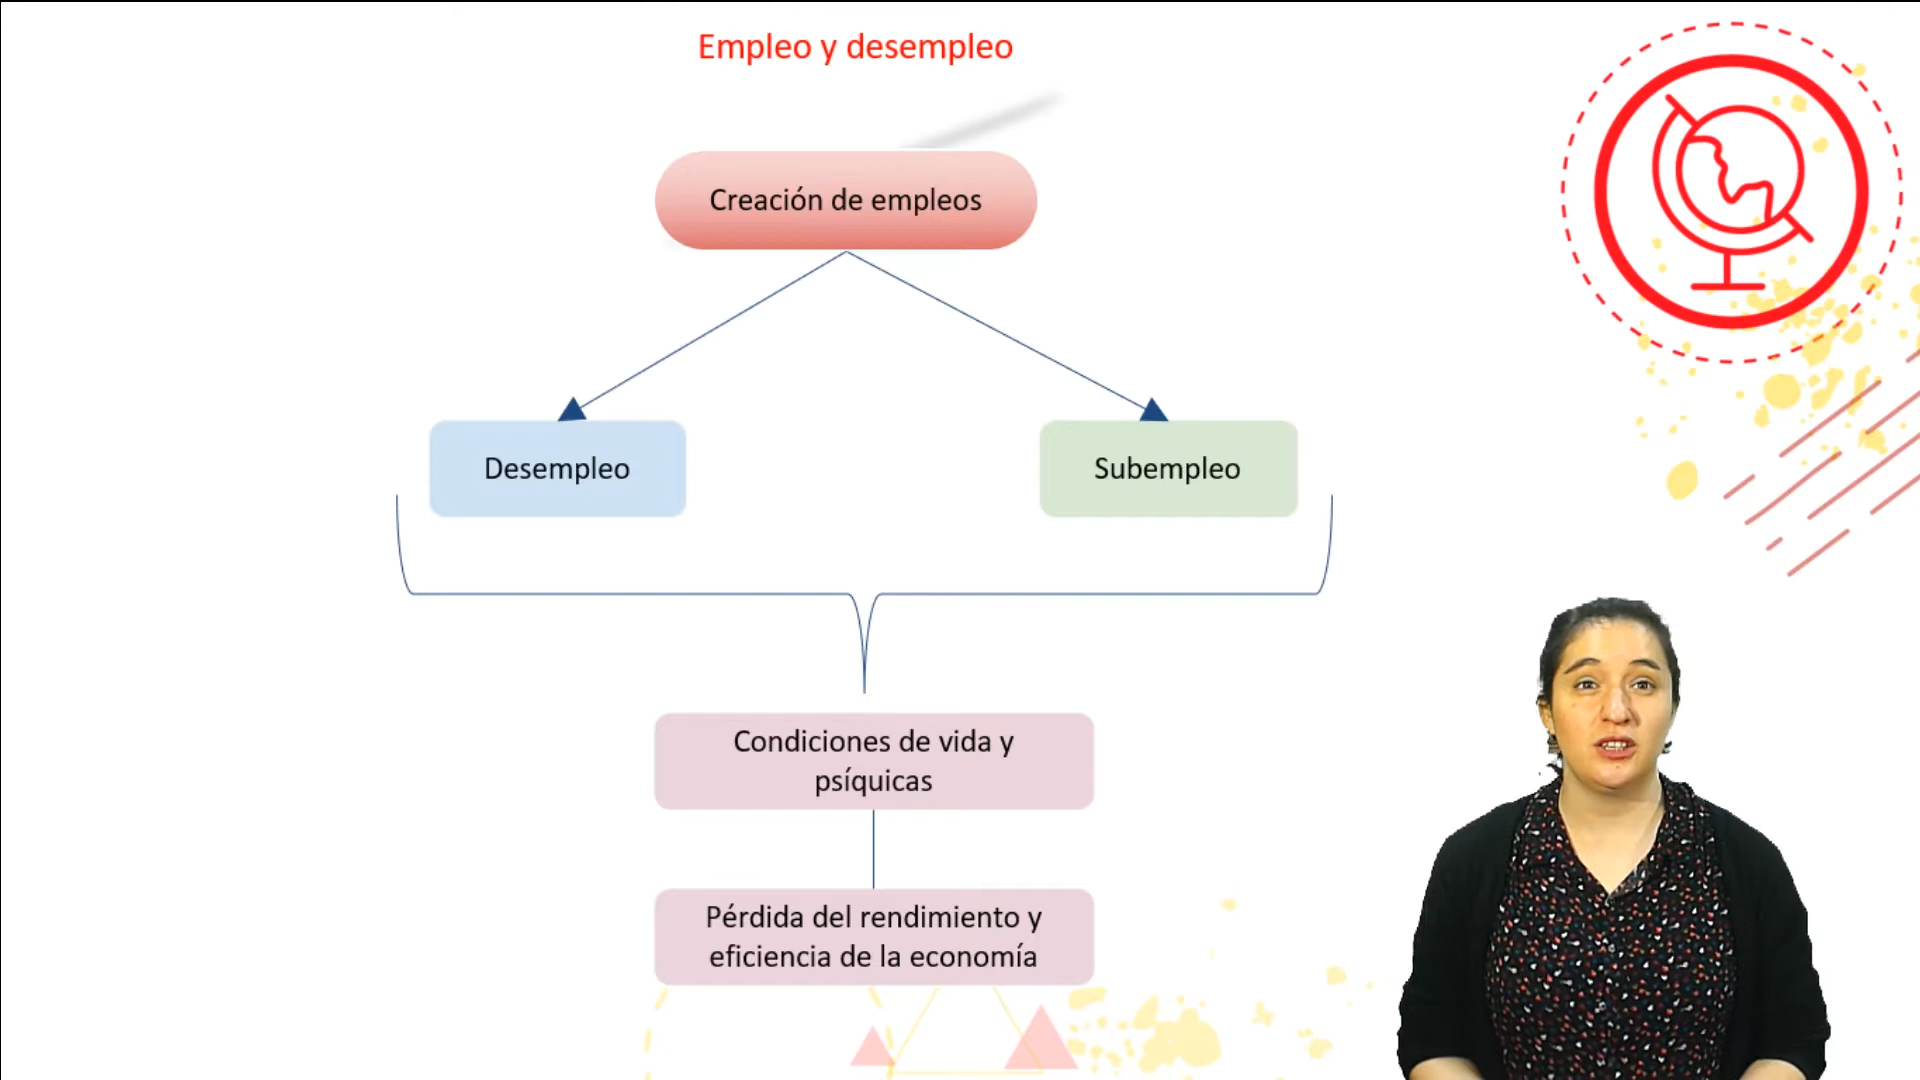 Empleo y desempleo
Creación de empleos
Desempleo
Subempleo
Condiciones de vida y
psíquicas
Pérdida del rendimiento y
eficiencia de la economía